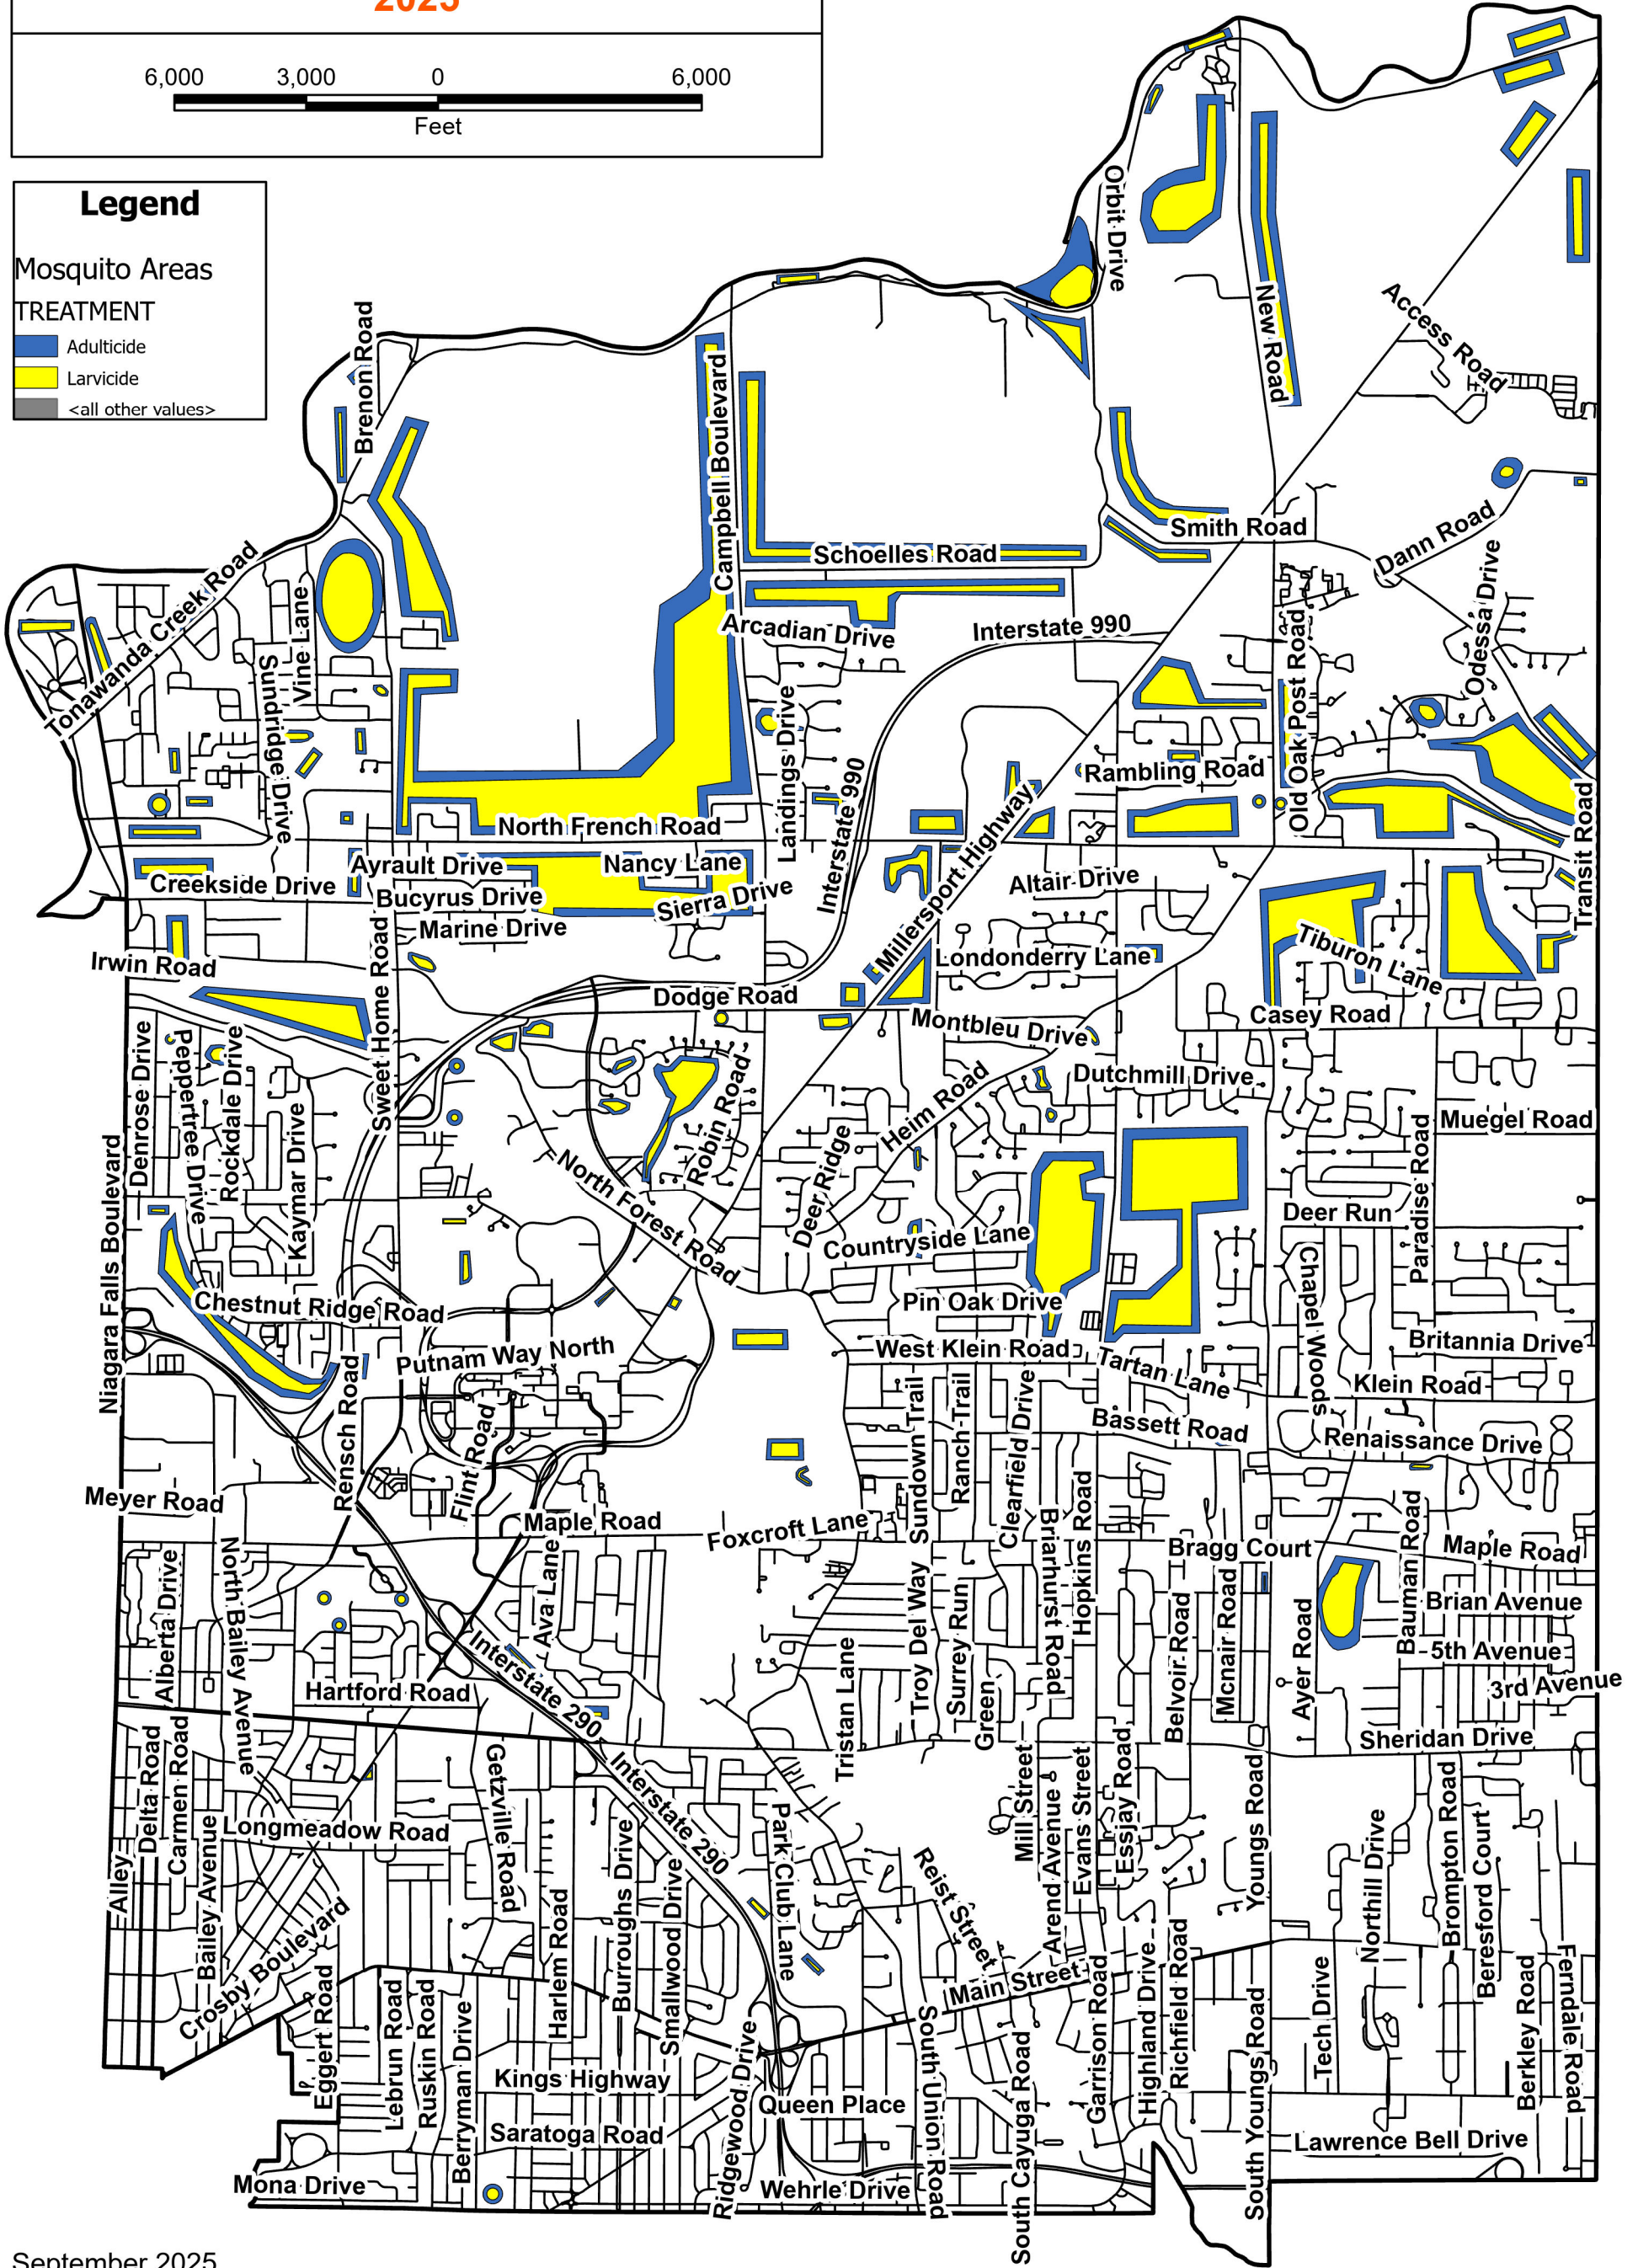 2025
6,000 3,000 0 6,000
Feet
Legend
Mosquito Areas
TREATMENT
Adulticide
Larvicide
<all other values>
Orbit Drive
New Road
Access Road
Brenon Road
Campbell Boulevard
Schoelles Road
Smith Road
Dann Road
Odessa Drive
Tonawanda Creek Road
Vine Lane
Sundridge Drive
Arcadian Drive
Interstate 990
Old Oak Post Road
Landings Drive
Interstate 990
Rambling Road
Millersport Highway
Transit Road
North French Road
Ayrault Drive
Nancy Lane
Creekside Drive
Bucyrus Drive
Sierra Drive
Marine Drive
Altair Drive
Irwin Road
Sweet Home Road
Londonderry Lane
Tiburon Lane
Dodge Road
Montbleu Drive
Casey Road
Denrose Drive
Peppertree Drive
Rockdale Drive
Kaymar Drive
Robin Road
Heim Road
Dutchmill Drive
Muegel Road
Paradise Road
Niagara Falls Boulevard
North Forest Road
Deer Ridge
Countryside Lane
Deer Run
Chapel Woods
Chestnut Ridge Road
Pin Oak Drive
Putnam Way North
West Klein Road
Tartan Lane
Britannia Drive
Klein Road
Rensch Road
Flint Road
Sundown Trail
Ranch Trail
Clearfield Drive
Bassett Road
Renaissance Drive
Meyer Road
Maple Road
Foxcroft Lane
Hopkins Road
Briarhurst Road
Bragg Court
Maple Road
Bauman Road
Alberta Drive
North Bailey Avenue
Ava Lane
Troy Del Way
Surrey Run
Belvoir Road
Mcnair Road
Ayer Road
Brian Avenue
5th Avenue
3rd Avenue
Interstate 290
Hartford Road
Tristan Lane
Green
Sheridan Drive
Delta Road
Carmen Road
Getzville Road
Interstate 290
Park Club Lane
Mill Street
Arend Avenue
Evans Street
Essjay Road
Youngs Road
Northill Drive
Brompton Road
Beresford Court
Longmeadow Road
Alley
Bailey Avenue
Crosby Boulevard
Harlem Road
Burroughs Drive
Smallwood Drive
Reist Street
Main Street
Eggert Road
Lebrun Road
Ruskin Road
Berryman Drive
Kings Highway
Ridgewood Drive
Queen Place
South Union Road
South Cayuga Road
Garrison Road
Highland Drive
Richfield Road
South Youngs Road
Tech Drive
Berkley Road
Ferndale Road
Saratoga Road
Lawrence Bell Drive
Mona Drive
Wehrle Drive
September 2025